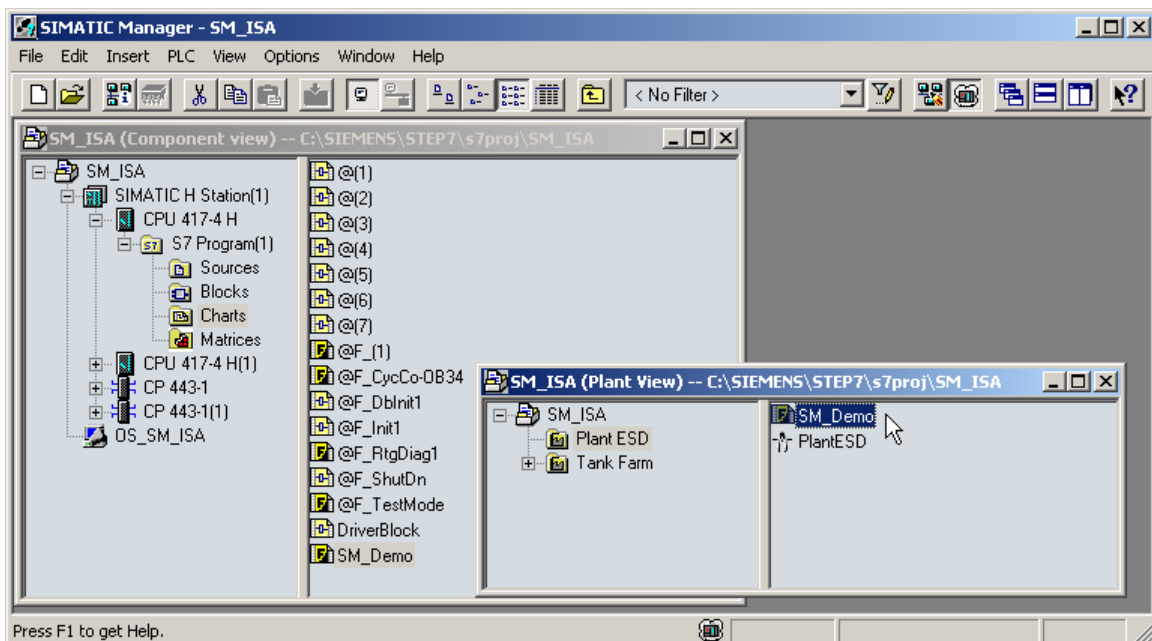 SIMATIC Manager - SM_ISA
File Edit Insert PLC View Options Window Help
< No Filter >
SM_ISA (Component view) -- C:\SIEMENS\STEP7\s7proj\SM_ISA
SM_ISA
SIMATIC H Station(1)
CPU 417-4 H
S7 Program(1)
Sources
Blocks
Charts
Matrices
CPU 417-4 H(1)
CP 443-1
CP 443-1(1)
OS_SM_ISA
@(1)
@(2)
@(3)
@(4)
@(5)
@(6)
@(7)
@F_(1)
@F_CycCo-OB34
@F_DbInit1
@F_Init1
@F_RtgDiag1
@F_ShutDn
@F_TestMode
DriverBlock
SM_Demo
SM_ISA (Plant View) -- C:\SIEMENS\STEP7\s7proj\SM_ISA
SM_ISA
Plant ESD
Tank Farm
SM_Demo
PlantESD
Press F1 to get Help.